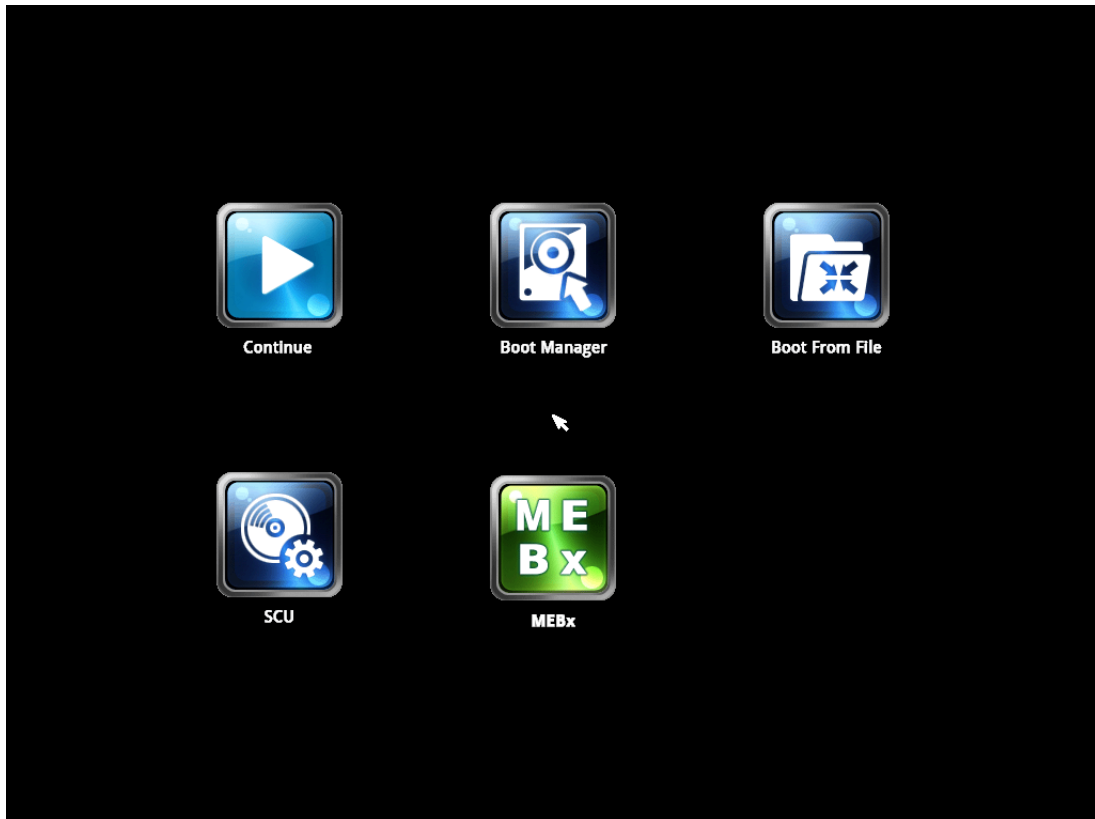 Continue
Boot Manager
Boot From File
M E
B x
SCU
MEBx